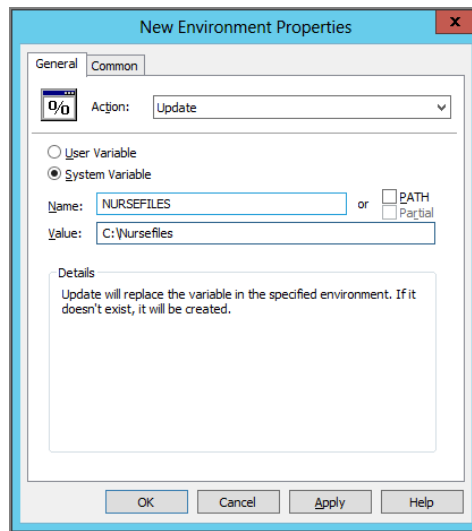 New Environment Properties
x
General Common
% Action: Update
User Variable
System Variable
Name: NURSEFILES or PATH
Partial
Value: C:\Nursefiles
Details
Update will replace the variable in the specified environment. If it
doesn't exist, it will be created.
OK Cancel Apply Help